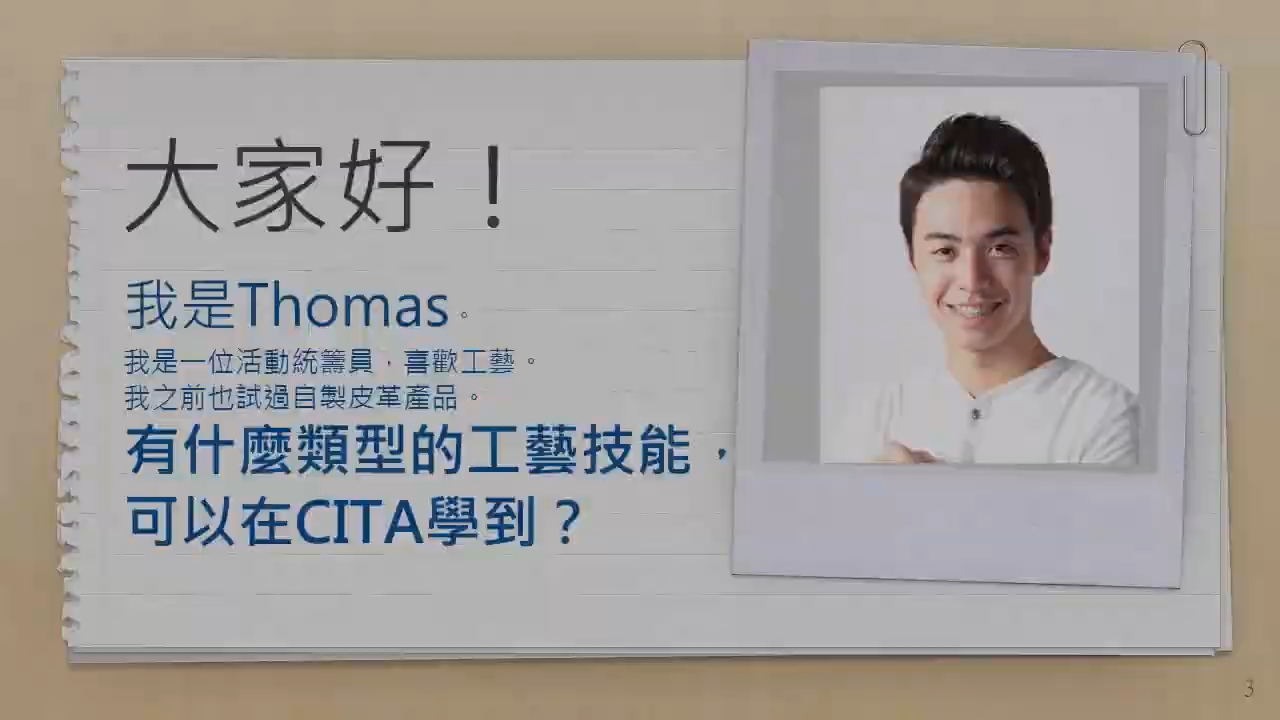 大家好！
我是Thomas。
我是一位活動統籌員，喜歡工藝。
我之前也試過自製皮革產品。
有什麼類型的工藝技能，
可以在CITA學到？
3